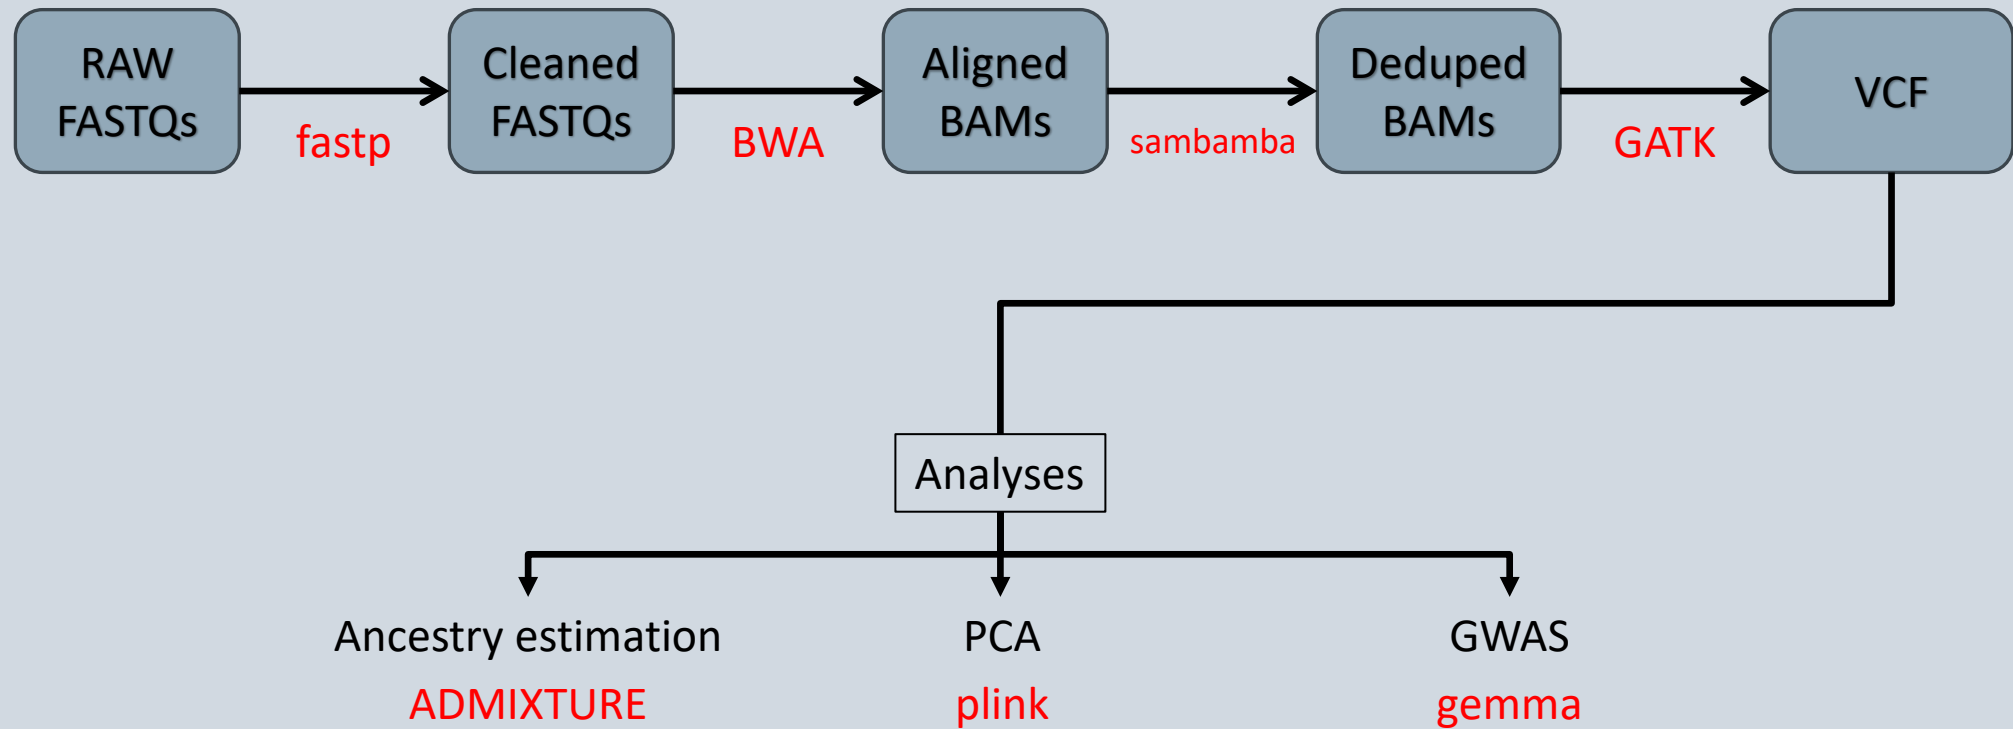 RAW
FASTQs
fastp
Cleaned
FASTQs
BWA
Aligned
BAMs
sambamba
Deduped
BAMs
GATK
VCF
Analyses
Ancestry estimation
ADMIXTURE
PCA
plink
GWAS
gemma